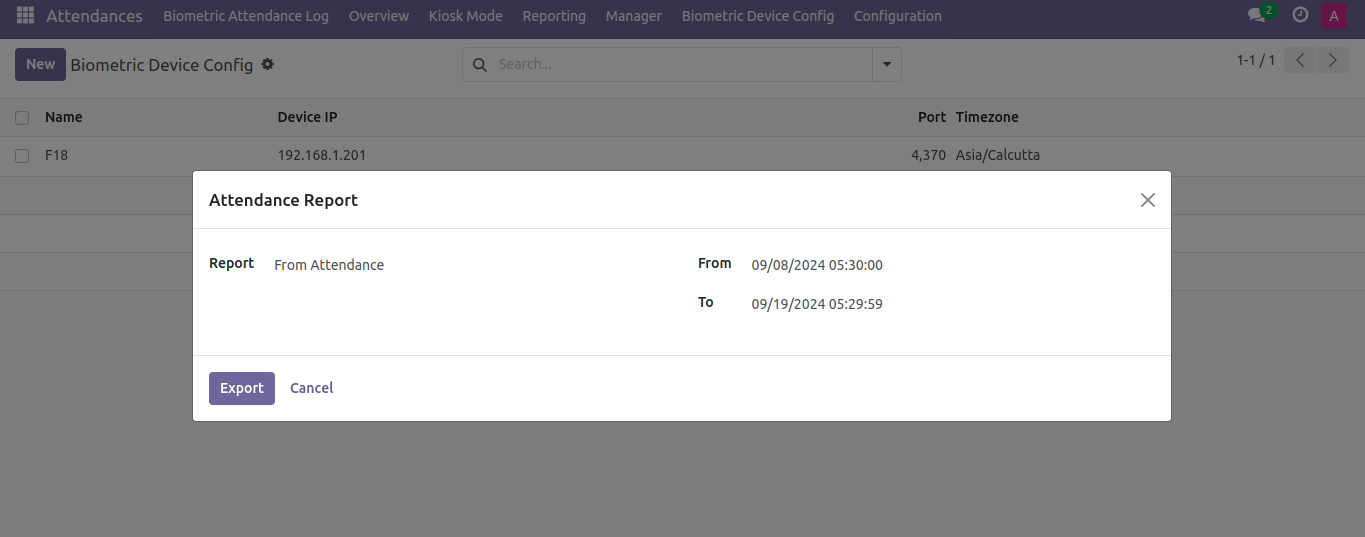 Attendances Biometric Attendance Log Overview Kiosk Mode Reporting Manager Biometric Device Config Configuration 2 A
New Biometric Device Config Search... 1-1 / 1
Name Device IP Port Timezone
F18 192.168.1.201 4,370 Asia/Calcutta
Attendance Report
Report From Attendance From 09/08/2024 05:30:00
To 09/19/2024 05:29:59
Export Cancel